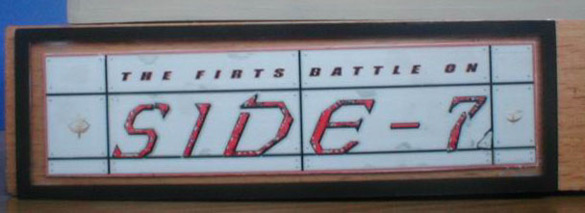 THE FIRTS BATTLE ON
SIDE-7